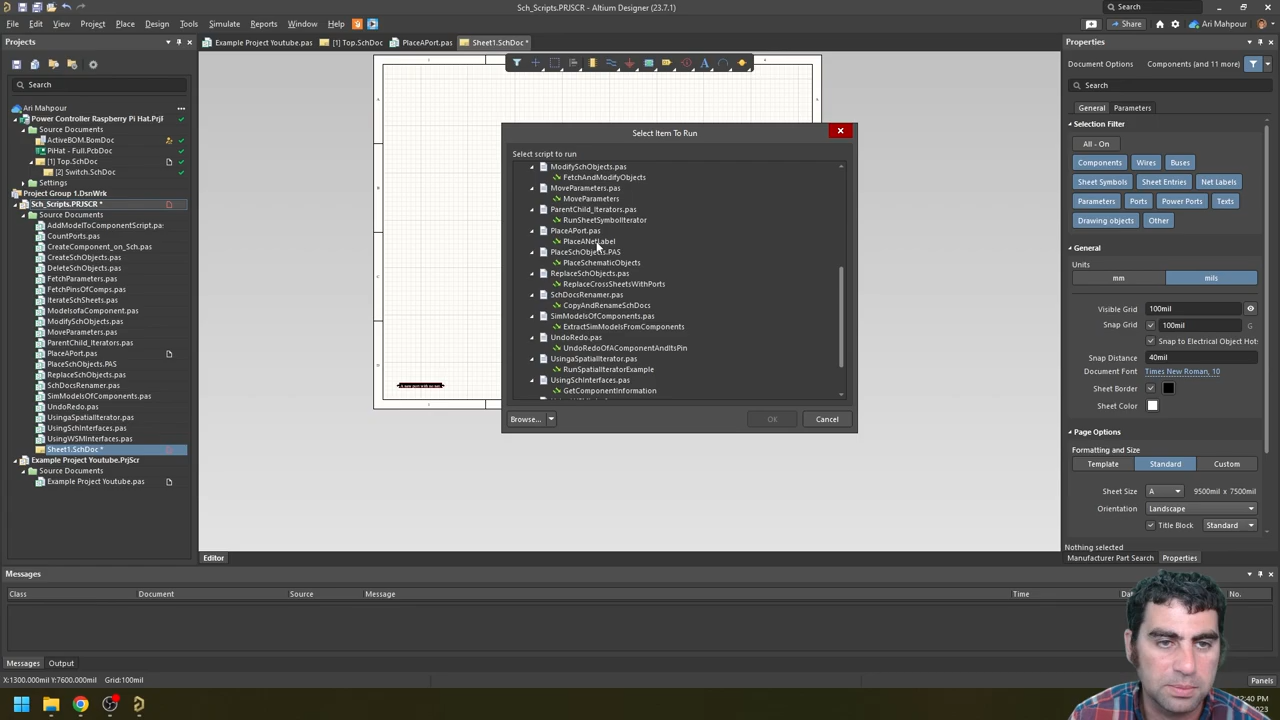 Sch_Scripts.PRJSCR - Altium Designer (23.7.1)
Search
File Edit View Project Place Design Tools Simulate Reports Window Help
Share
Ari Mahpour
Projects
Example Project Youtube.pas
[1] Top.SchDoc
PlaceAPort.pas
Sheet1.SchDoc *
Properties
Document Options
Components (and 11 more)
Search
Search
Ari Mahpour
Power Controller Raspberry Pi Hat.PrjF
Source Documents
ActiveBOM.BomDoc
PiHat - Full.PcbDoc
[1] Top.SchDoc
[2] Switch.SchDoc
Settings
Project Group 1.DsnWrk
Sch_Scripts.PRJSCR *
Source Documents
AddModelToComponentScript.pa:
CountPorts.pas
CreateComponent_on_Sch.pas
CreateSchObjects.pas
DeleteSchObjects.pas
FetchParameters.pas
FetchPinsOfComps.pas
IterateSchObjects.pas
ModelsofaComponent.pas
ModifySchObjects.pas
MoveParameters.pas
ParentChild_Iterators.pas
PlaceAPort.pas
PlaceSchObjects.PAS
ReplaceSchObjects.pas
SchDocsRenamer.pas
SimModelsOfComponents.pas
UndoRedo.pas
UsingaSpatialIterator.pas
UsingSchInterfaces.pas
UsingWSMInterfaces.pas
Sheet1.SchDoc *
Example Project Youtube.PrjScr
Source Documents
Example Project Youtube.pas
Select Item To Run
Select script to run
ModifySchObjects.pas
FetchAndModifyObjects
MoveParameters.pas
MoveParameters
ParentChild_Iterators.pas
RunSheetSymbolIterator
PlaceAPort.pas
PlaceANetLabel
PlaceSchObjects.PAS
PlaceSchematicObjects
ReplaceSchObjects.pas
ReplaceCrossSheetsWithPorts
SchDocsRenamer.pas
CopyAndRenameSchDocs
SimModelsOfComponents.pas
ExtractSimModelsFromComponents
UndoRedo.pas
UndoRedoOfAComponentAndItsPin
UsingaSpatialIterator.pas
RunSpatialIteratorExample
UsingSchInterfaces.pas
GetComponentInformation
Browse...
OK
Cancel
General
Parameters
Selection Filter
All - On
Components Wires Buses
Sheet Symbols Sheet Entries Net Labels
Parameters Ports Power Ports Texts
Drawing objects Other
General
Units
mm
mils
Visible Grid 100mil
Snap Grid 100mil G
Snap to Electrical Object Hots
Snap Distance 40mil
Document Font Times New Roman, 10
Sheet Border
Sheet Color
Page Options
Formatting and Size
Template Standard Custom
Sheet Size A 9500mil x 7500mil
Orientation Landscape
Title Block Standard
Nothing selected
Manufacturer Part Search Properties
Editor
Messages
Class Document Source Message Time Da No.
Messages Output
X:1300.000mil Y:7600.000mil Grid:100mil
Panels